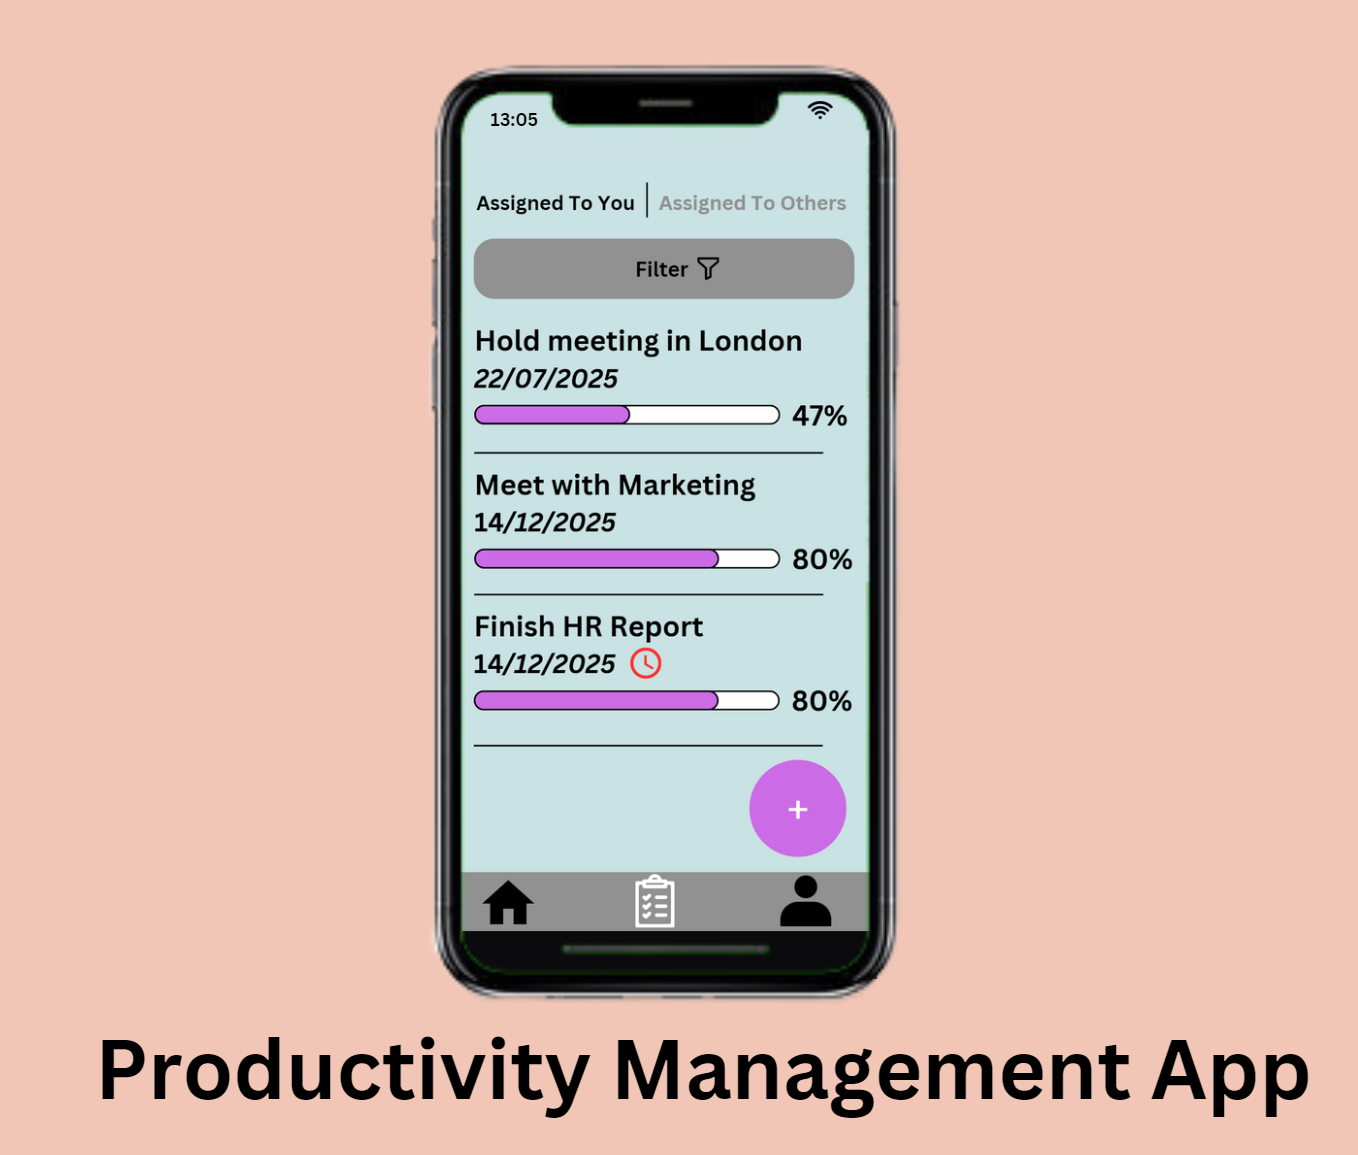 13:05
Assigned To You | Assigned To Others
Filter
Hold meeting in London
22/07/2025
47%
Meet with Marketing
14/12/2025
80%
Finish HR Report
14/12/2025
80%
+
Productivity Management App